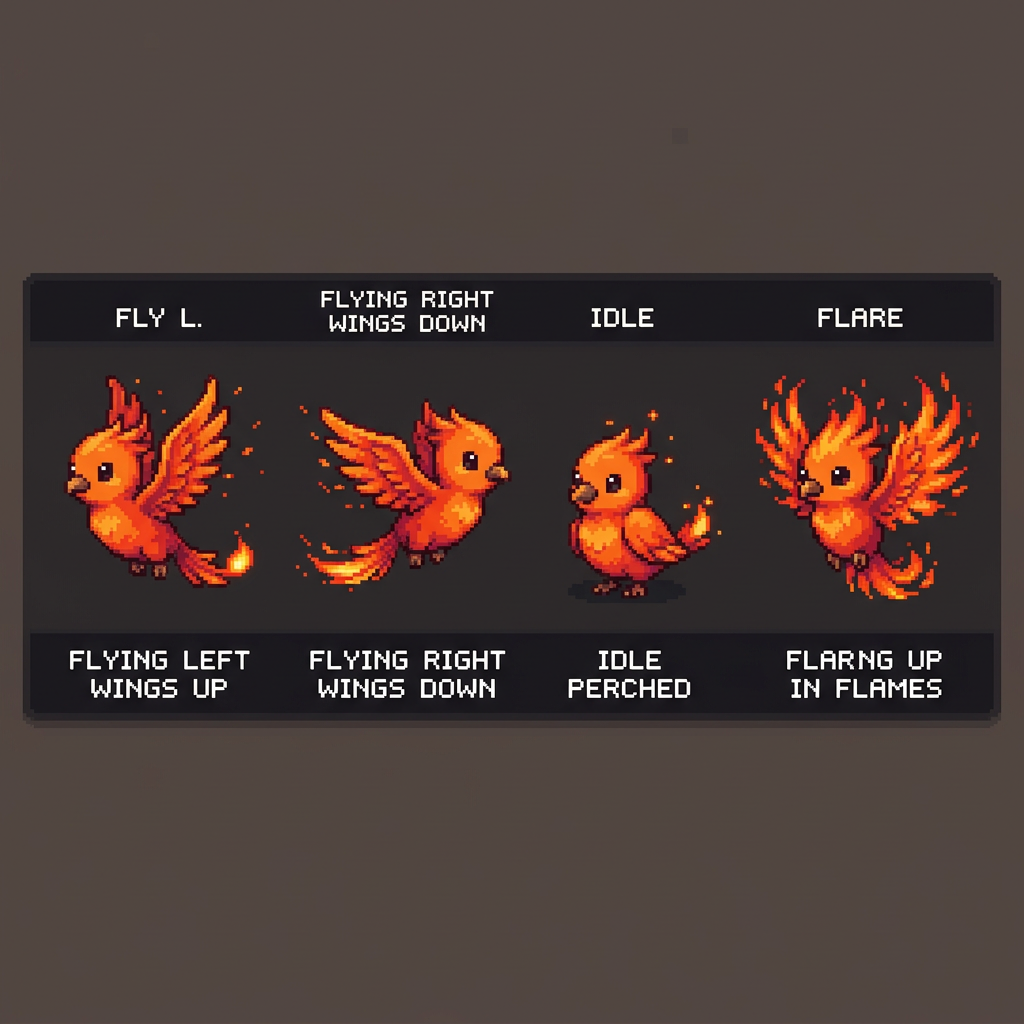 FLY L.
FLYING RIGHT
WINGS DOWN
IDLE
FLARE
FLYING LEFT
WINGS UP
FLYING RIGHT
WINGS DOWN
IDLE
PERCHED
FLARNG UP
IN FLAMES